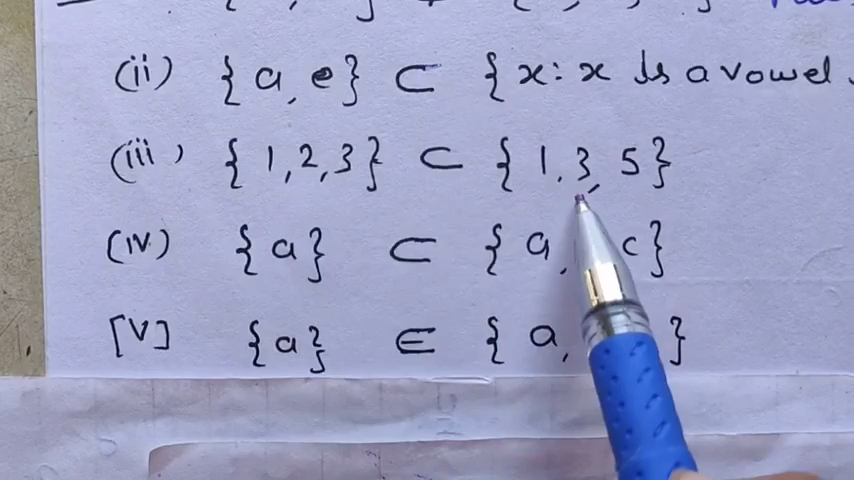 (ii) { a, e } ⊂ { x : x is a vowel
(iii) { 1, 2, 3 } ⊂ { 1, 3, 5 }
(iv) { a } ⊂ { a, c }
[v] { a } ∈ { a, }